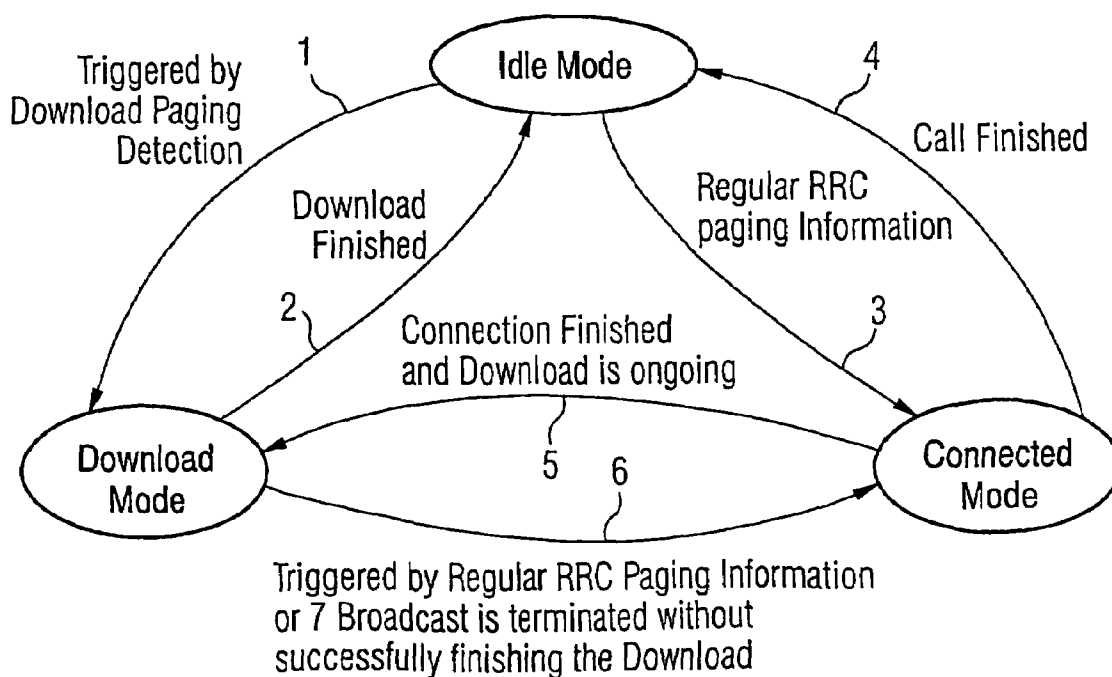 1
Idle Mode
4
Triggered by
Download Paging
Detection
Call Finished
Download
Finished
Regular RRC
paging Information
2
3
Connection Finished
and Download is ongoing
Download
Mode
5
6
Connected
Mode
Triggered by Regular RRC Paging Information
or 7 Broadcast is terminated without
successfully finishing the Download